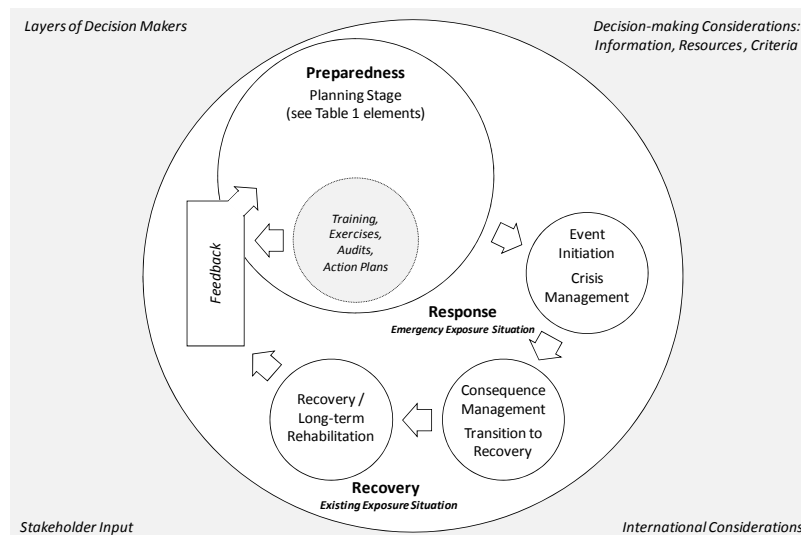 Layers of Decision Makers
Decision-making Considerations:
Information, Resources, Criteria
Preparedness
Planning Stage
(see Table 1 elements)
Training,
Exercises,
Audits,
Action Plans
Feedback
Event
Initiation
Crisis
Management
Response
Emergency Exposure Situation
Consequence
Management
Transition to
Recovery
Recovery /
Long-term
Rehabilitation
Recovery
Existing Exposure Situation
Stakeholder Input
International Considerations